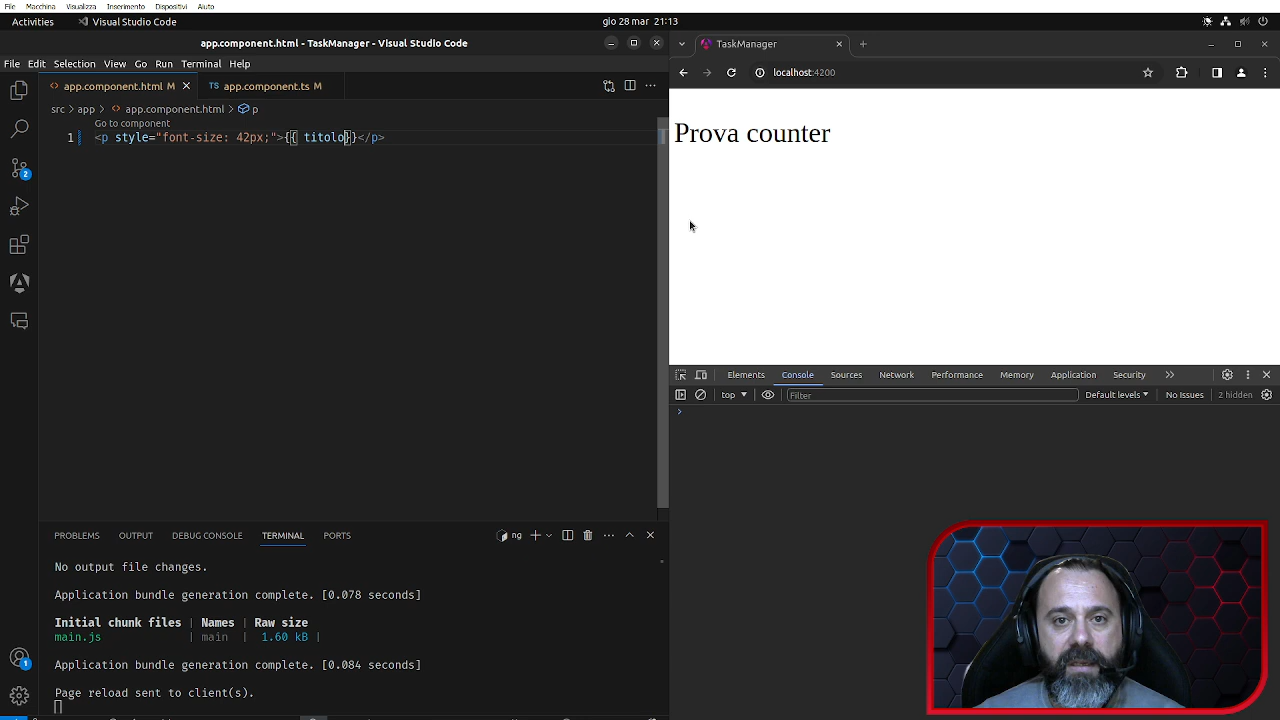 File Macchina Visualizza Inserimento Dispositivi Aiuto
Activities Visual Studio Code gio 28 mar 21:13
app.component.html - TaskManager - Visual Studio Code
File Edit Selection View Go Run Terminal Help
app.component.html M TS app.component.ts M
src > app > app.component.html > p
Go to component
1 <p style="font-size: 42px;">{{ titolo}}</p>
2
PROBLEMS OUTPUT DEBUG CONSOLE TERMINAL PORTS ng
No output file changes.
Application bundle generation complete. [0.078 seconds]
Initial chunk files | Names | Raw size
main.js | main | 1.60 kB |
Application bundle generation complete. [0.084 seconds]
Page reload sent to client(s).
1
TaskManager
localhost:4200
Prova counter
Elements Console Sources Network Performance Memory Application Security
top Filter Default levels No Issues 2 hidden